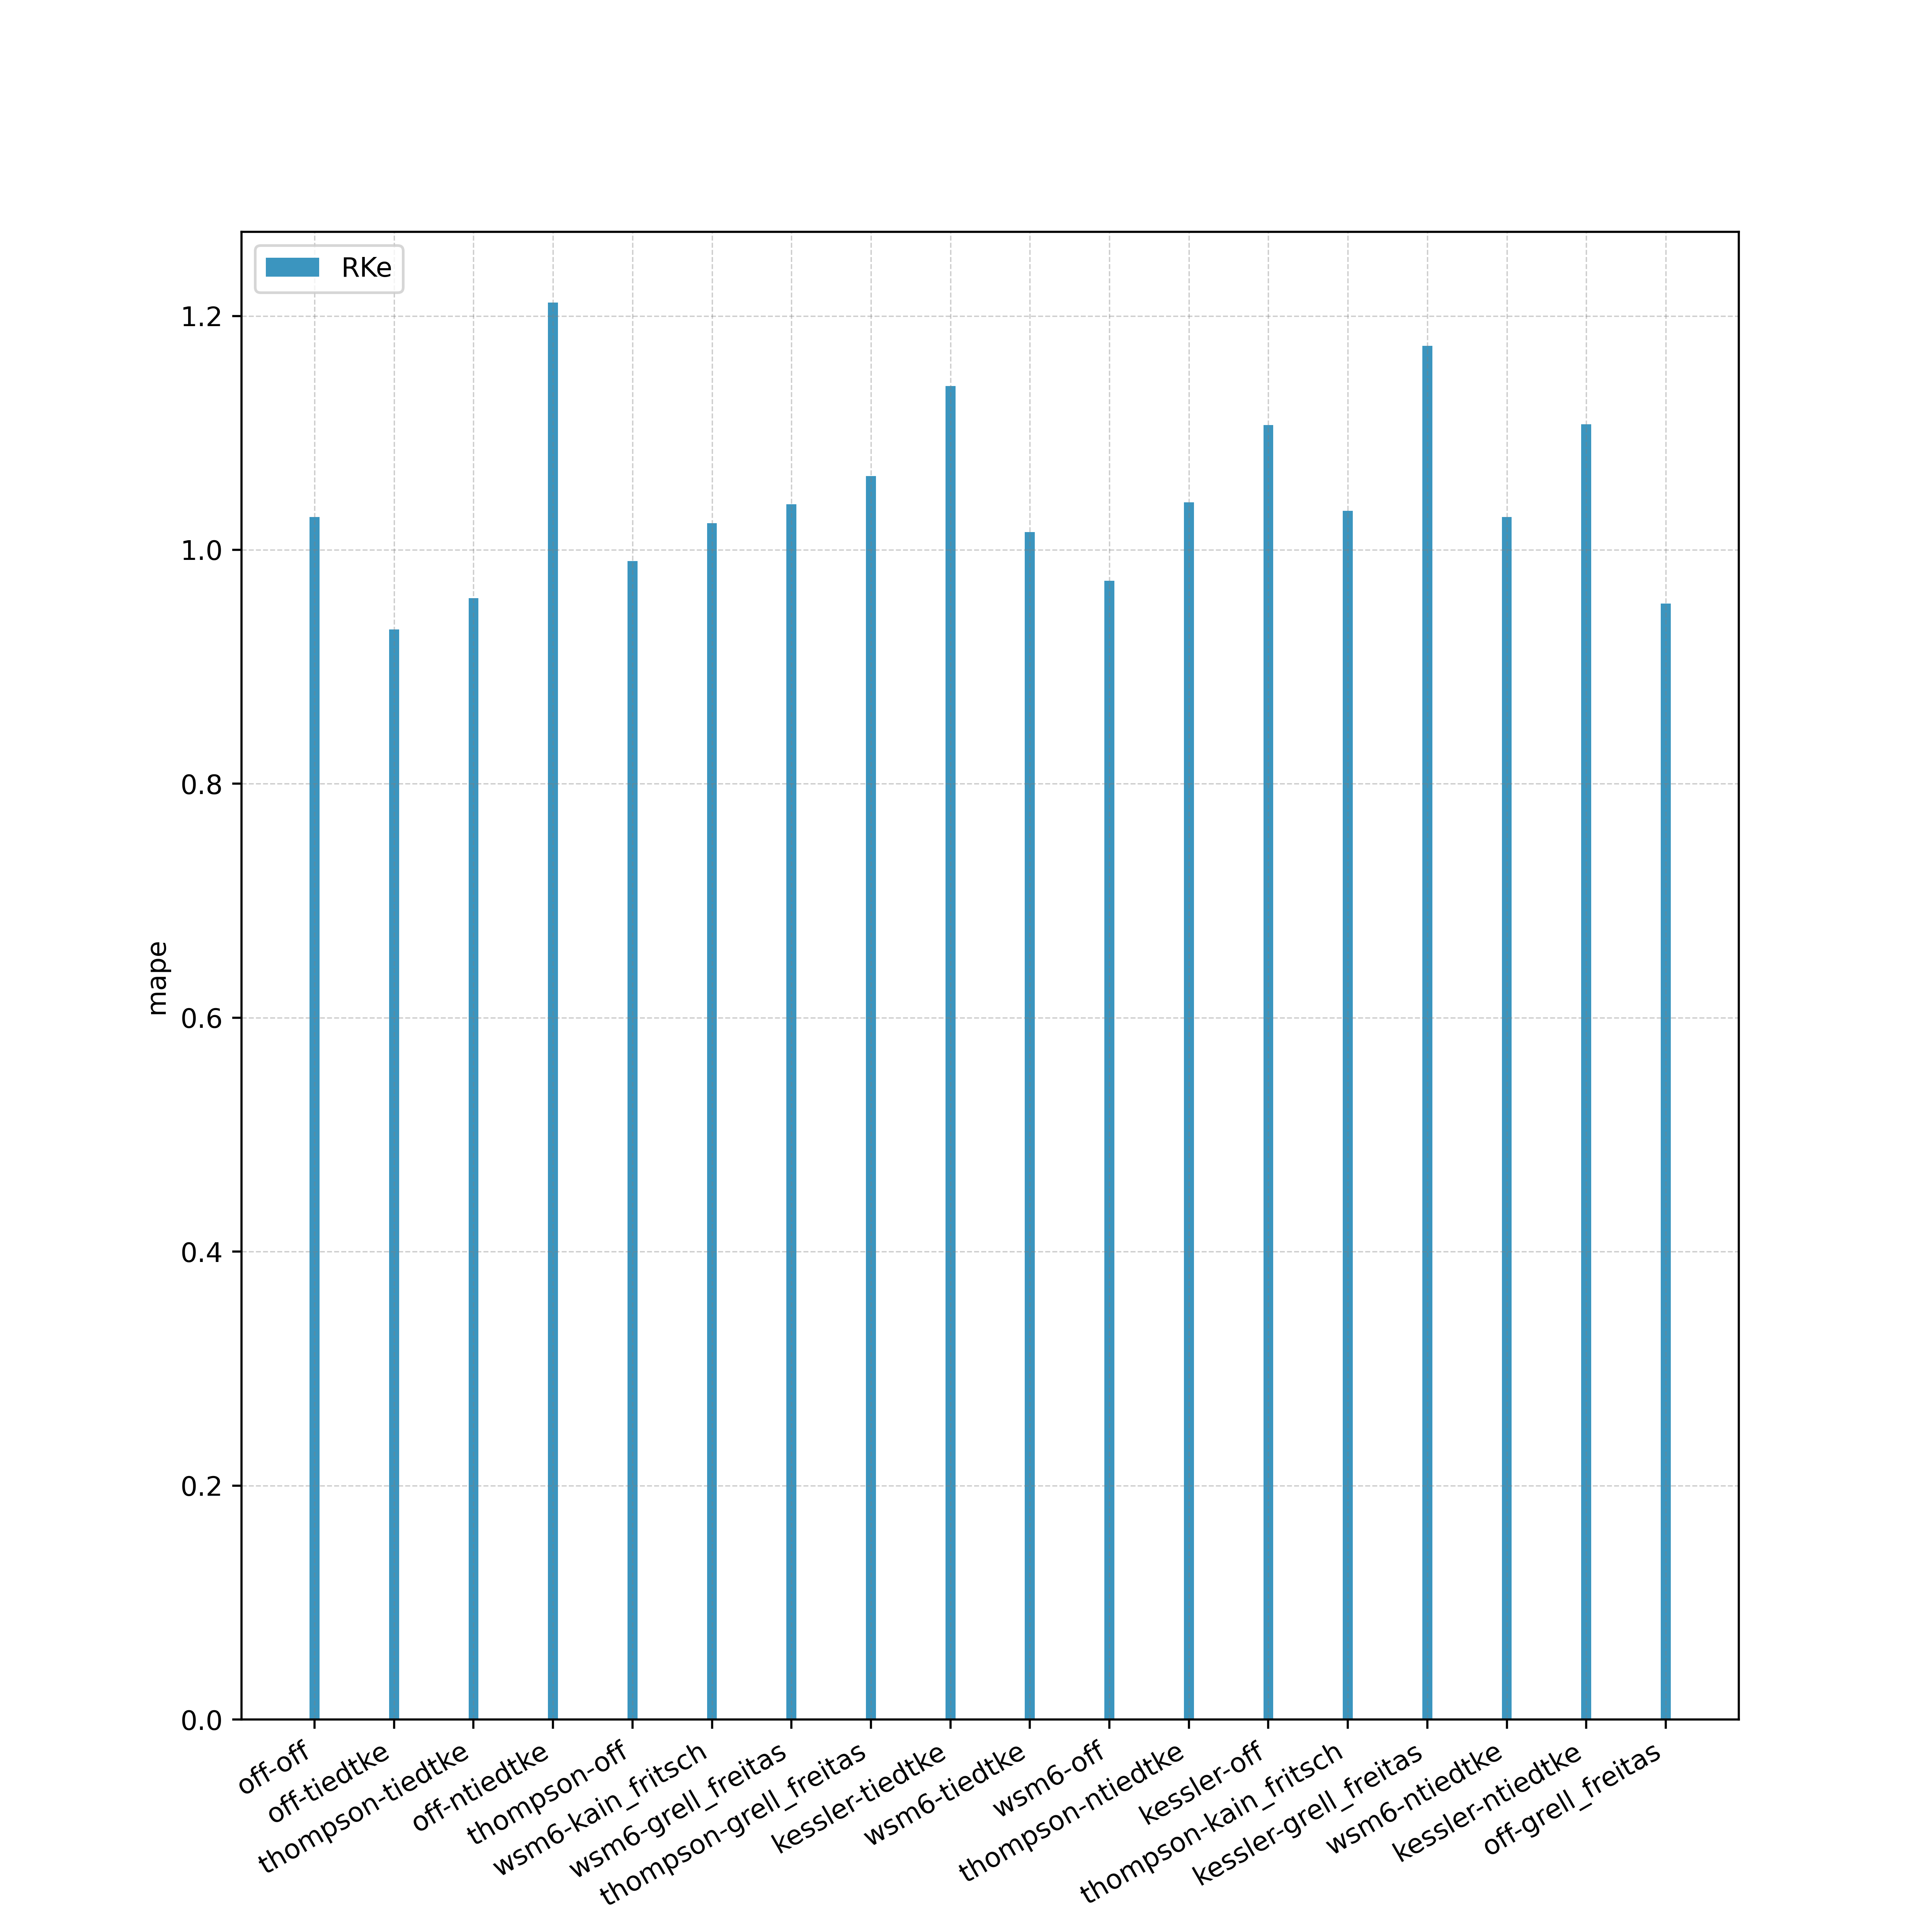 RKe
mape
1.2
1.0
0.8
0.6
0.4
0.2
0.0
off-off
off-tiedtke
thompson-tiedtke
off-ntiedtke
thompson-off
wsm6-kain_fritsch
wsm6-grell_freitas
thompson-grell_freitas
kessler-tiedtke
wsm6-tiedtke
wsm6-off
thompson-ntiedtke
kessler-off
thompson-kain_fritsch
kessler-grell_freitas
wsm6-ntiedtke
kessler-ntiedtke
off-grell_freitas